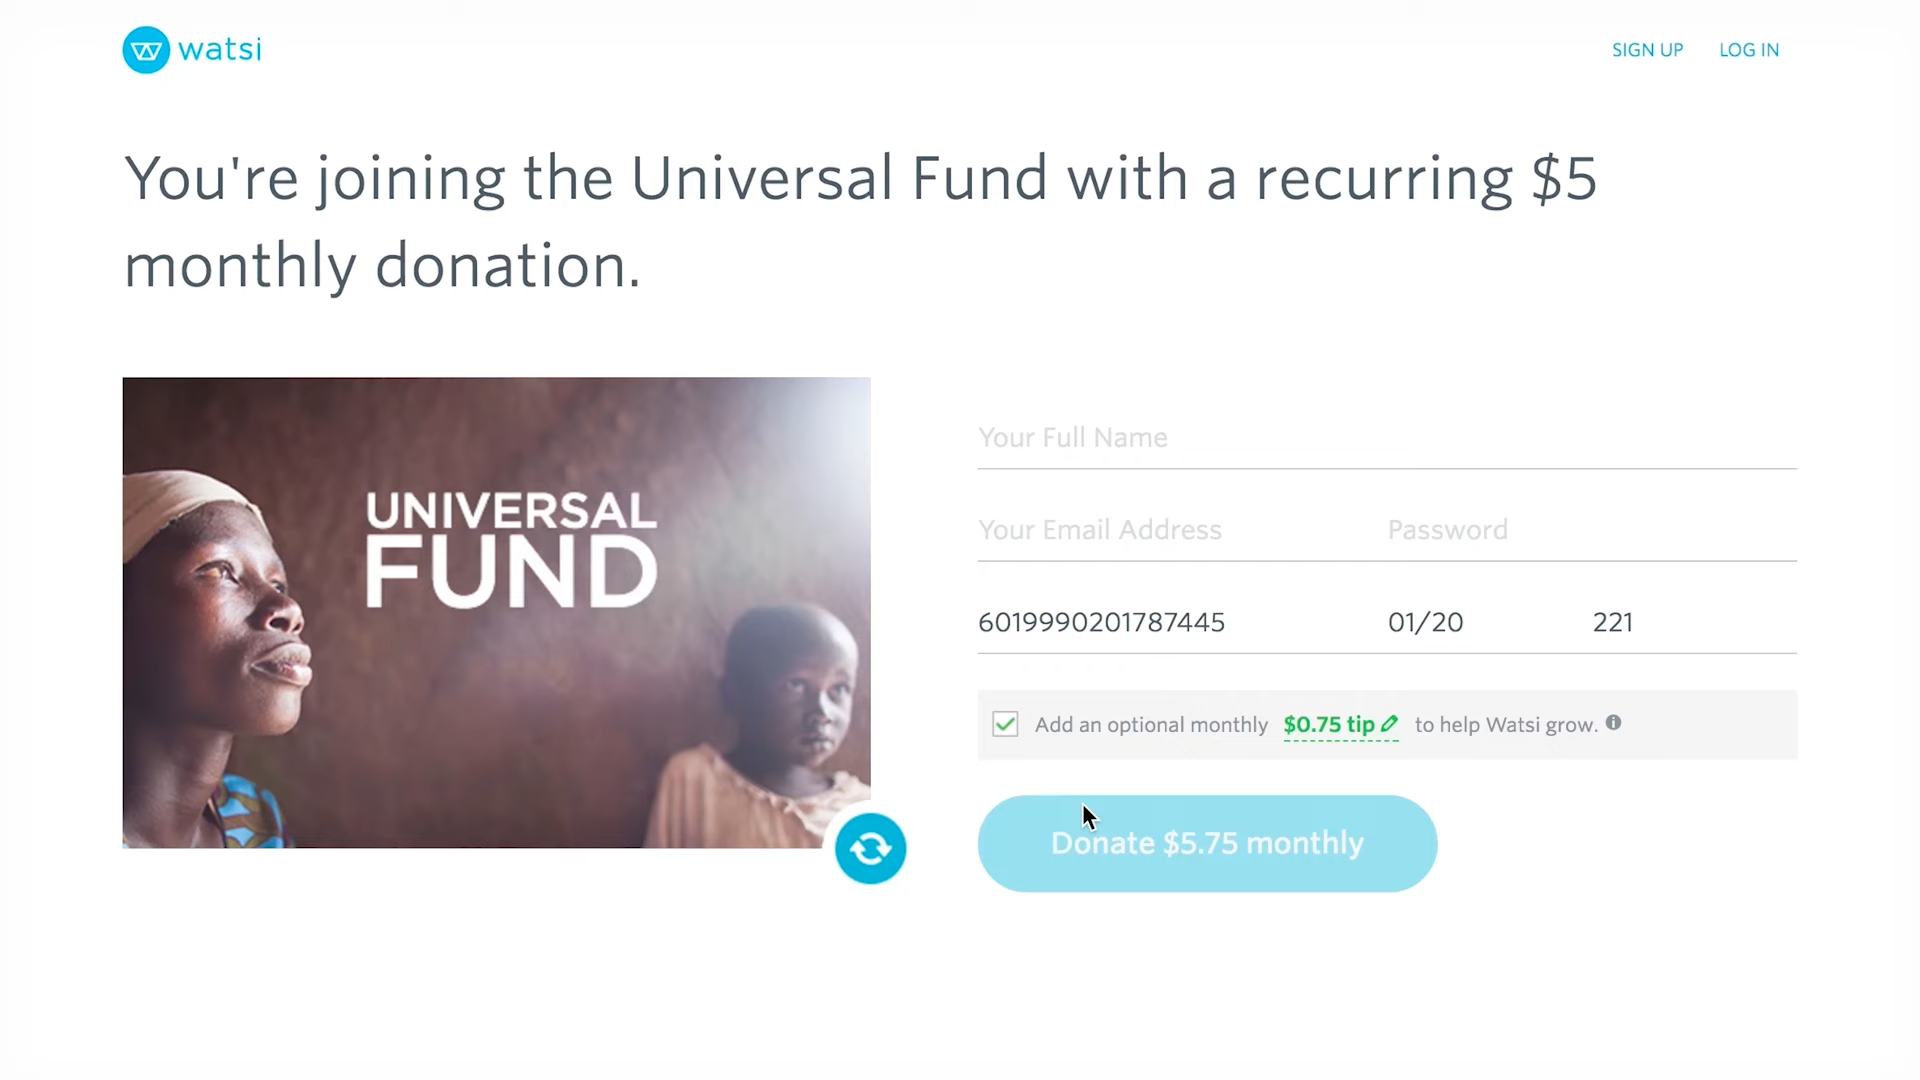 watsi
SIGN UP LOG IN
You're joining the Universal Fund with a recurring $5
monthly donation.
UNIVERSAL
FUND
Your Full Name
Your Email Address Password
6019990201787445 01/20 221
Add an optional monthly $0.75 tip to help Watsi grow.
Donate $5.75 monthly